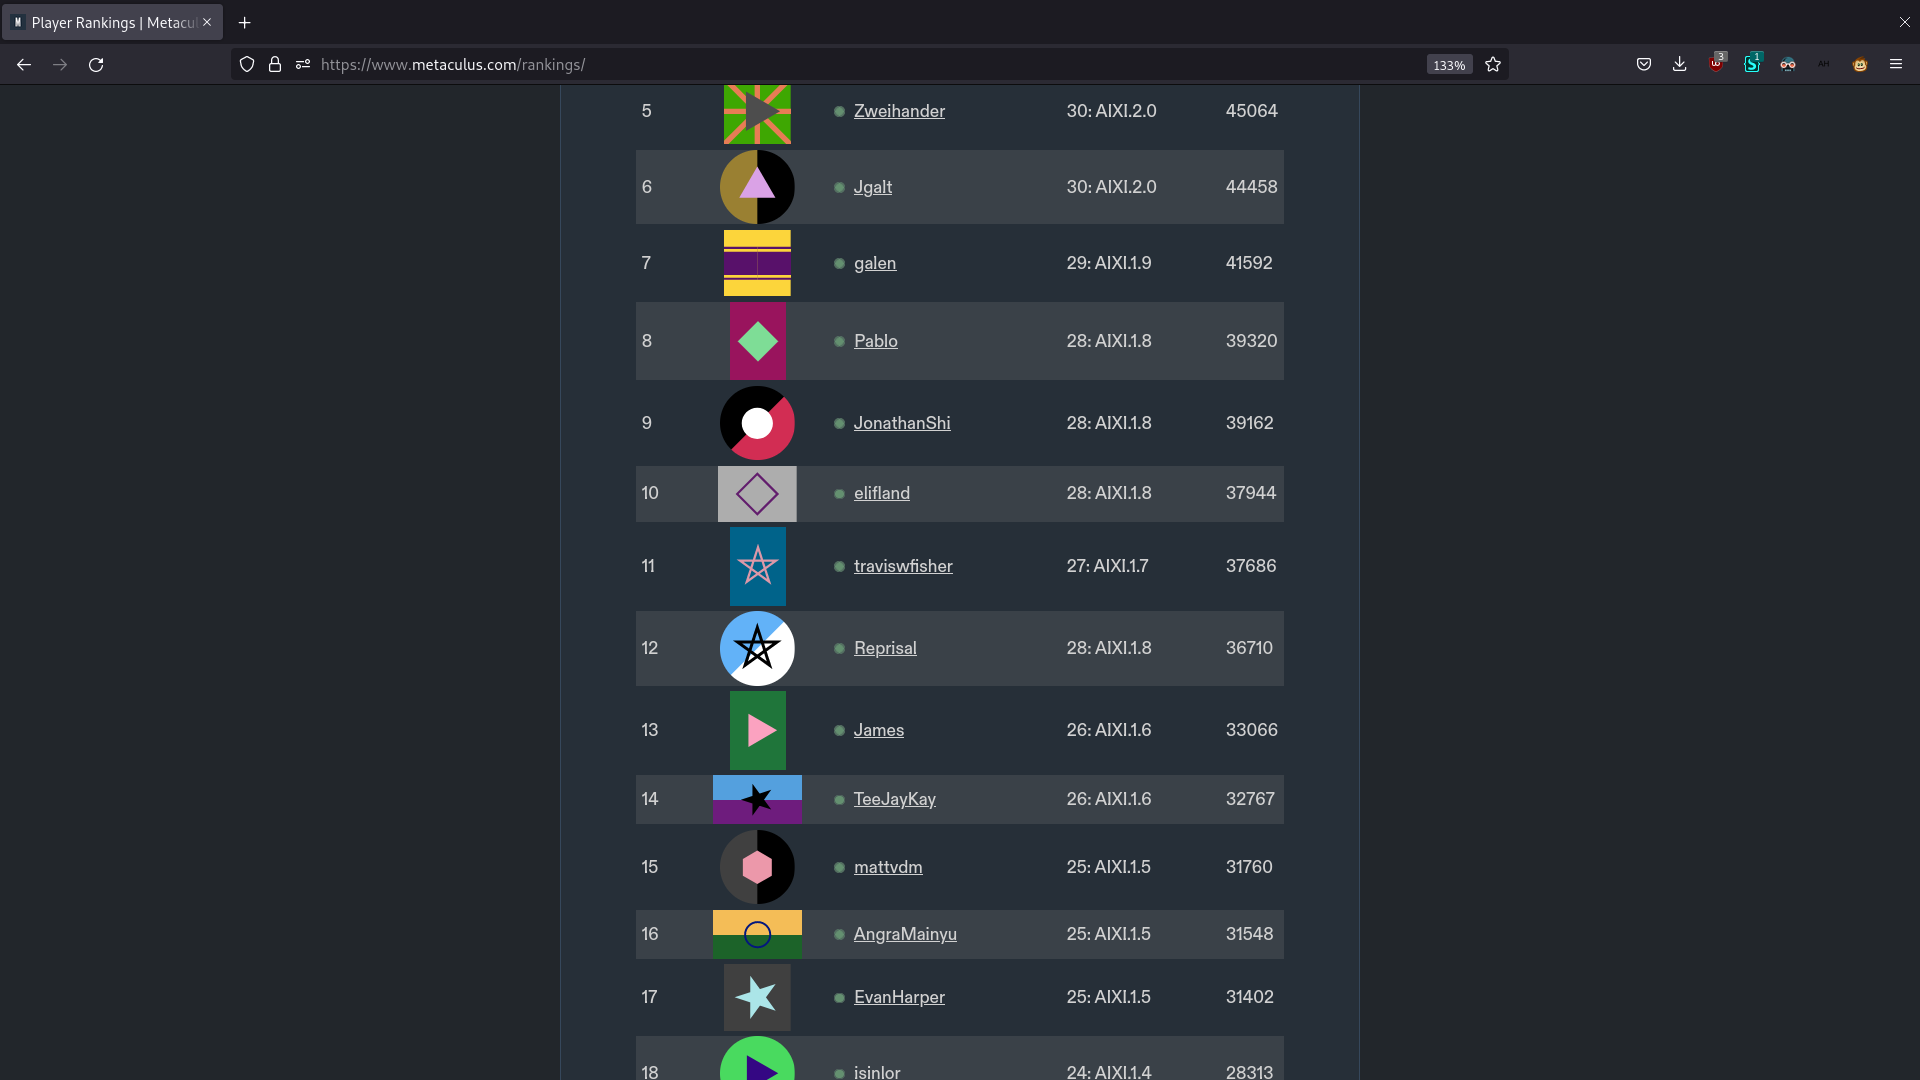 Player Rankings | Metacul
https://www.metaculus.com/rankings/
133%
3
1
AH
5 Zweihander 30: AIXI.2.0 45064
6 Jgalt 30: AIXI.2.0 44458
7 galen 29: AIXI.1.9 41592
8 Pablo 28: AIXI.1.8 39320
9 JonathanShi 28: AIXI.1.8 39162
10 elifland 28: AIXI.1.8 37944
11 traviswfisher 27: AIXI.1.7 37686
12 Reprisal 28: AIXI.1.8 36710
13 James 26: AIXI.1.6 33066
14 TeeJayKay 26: AIXI.1.6 32767
15 mattvdm 25: AIXI.1.5 31760
16 AngraMainyu 25: AIXI.1.5 31548
17 EvanHarper 25: AIXI.1.5 31402
18 isinlor 24: AIXI.1.4 28313